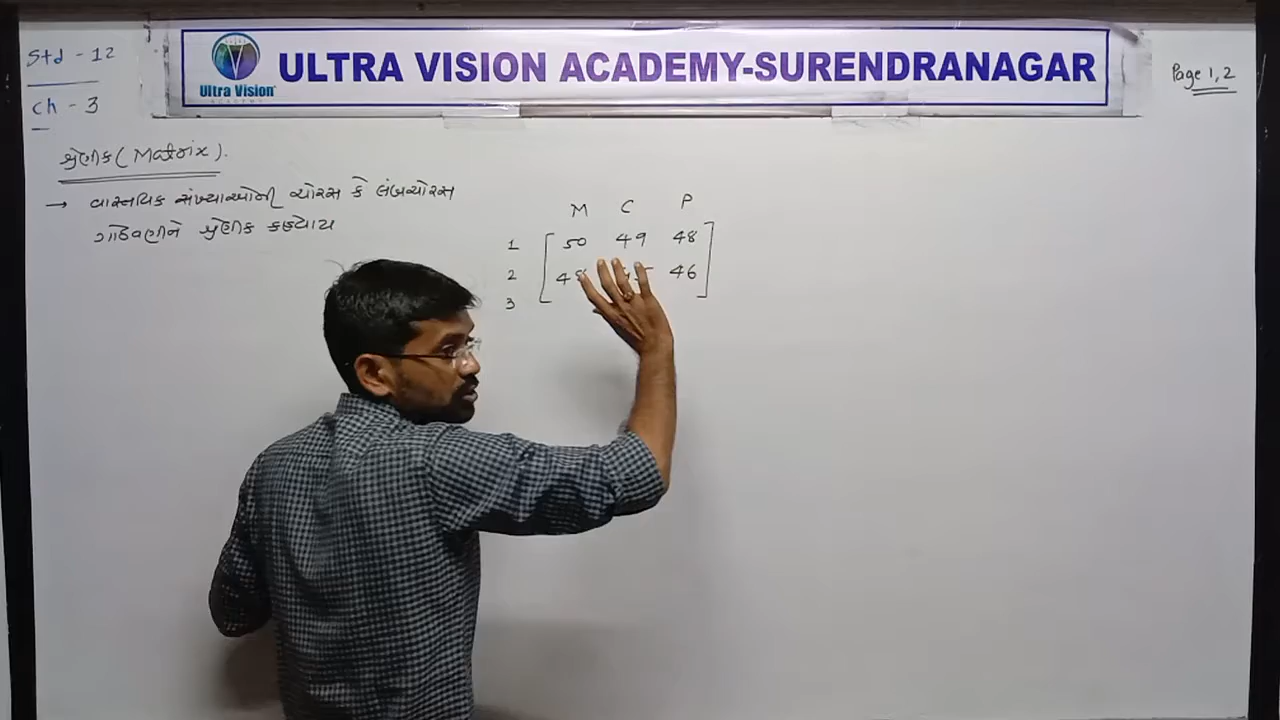 Std - 12
ch - 3
Ultra Vision
ACADEMY
ULTRA VISION ACADEMY-SURENDRANAGAR
Page 1, 2
શ્રેણીક (Matrix).
→ વાસ્તવિક સંખ્યાઓની ચોરસ કે લંબચોરસ
ગોઠવણીને શ્રેણીક કહેવાય
M C P
1 50 49 48
2 46
3